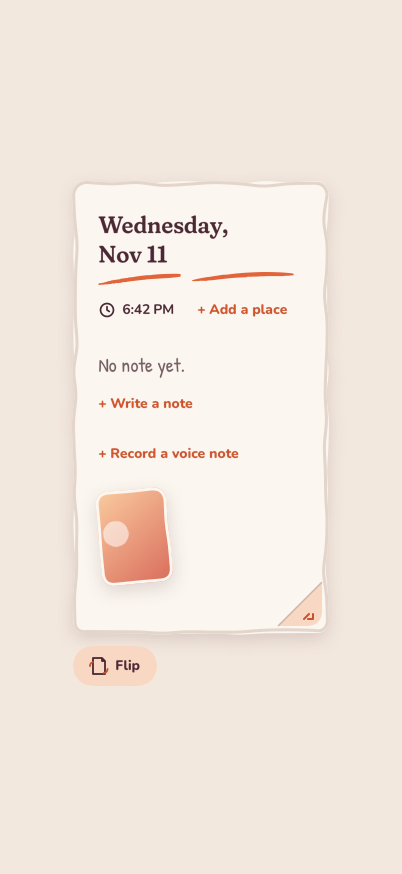 Wednesday,
Nov 11
6:42 PM + Add a place
No note yet.
+ Write a note
+ Record a voice note
Flip